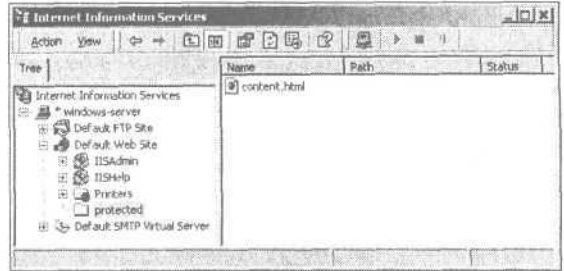 Internet Information Services
Action View
Tree
Name Path Status
Internet Information Services
* windows-server
Default FTP Site
Default Web Site
IISAdmin
IISHelp
Printers
protected
Default SMTP Virtual Server
content.html